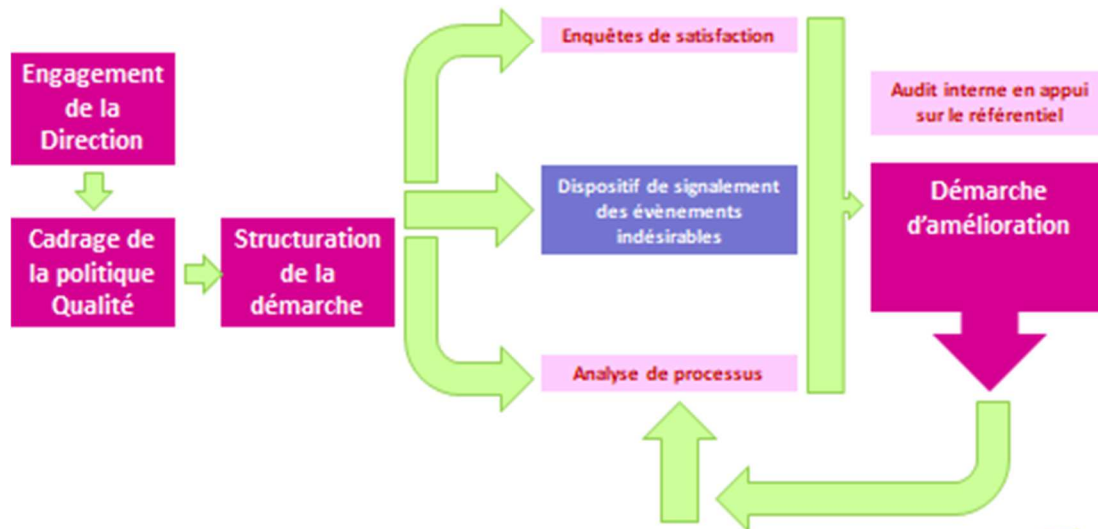 Engagement
de la
Direction
Cadrage de
la politique
Qualité
Structuration
de la
démarche
Enquêtes de satisfaction
Dispositif de signalement
des évènements
indésirables
Analyse de processus
Audit interne en appui
sur le référentiel
Démarche
d'amélioration